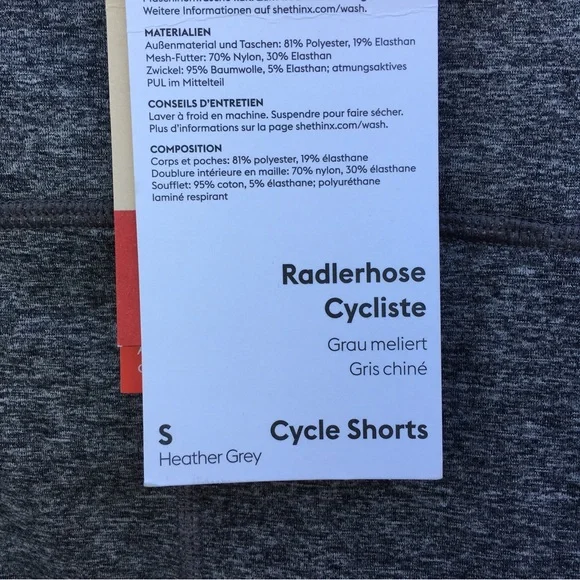 Weitere Informationen auf shethinx.com/wash.
MATERIALIEN
Außenmaterial und Taschen: 81% Polyester, 19% Elasthan
Mesh-Futter: 70% Nylon, 30% Elasthan
Zwickel: 95% Baumwolle, 5% Elasthan; atmungsaktives
PUL im Mittelteil
CONSEILS D'ENTRETIEN
Laver à froid en machine. Suspendre pour faire sécher.
Plus d'informations sur la page shethinx.com/wash.
COMPOSITION
Corps et poches: 81% polyester, 19% élasthane
Doublure intérieure en maille: 70% nylon, 30% élasthane
Soufflet: 95% coton, 5% élasthane; polyuréthane
laminé respirant
Radlerhose
Cycliste
Grau meliert
Gris chiné
S
Cycle Shorts
Heather Grey